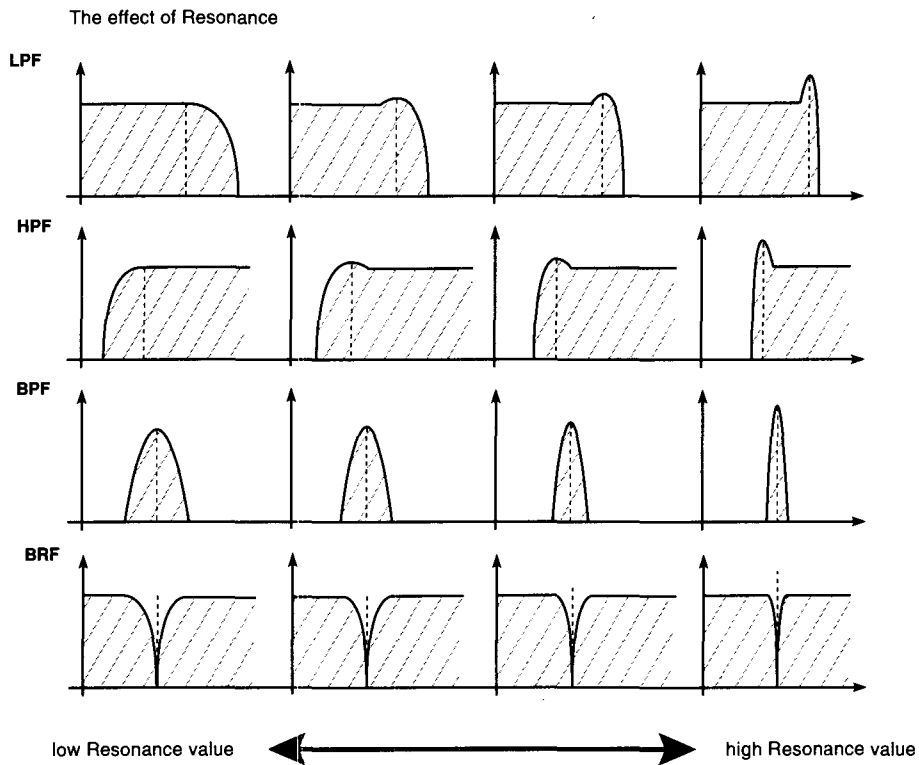 The effect of Resonance
LPF
HPF
BPF
BRF
low Resonance value
high Resonance value